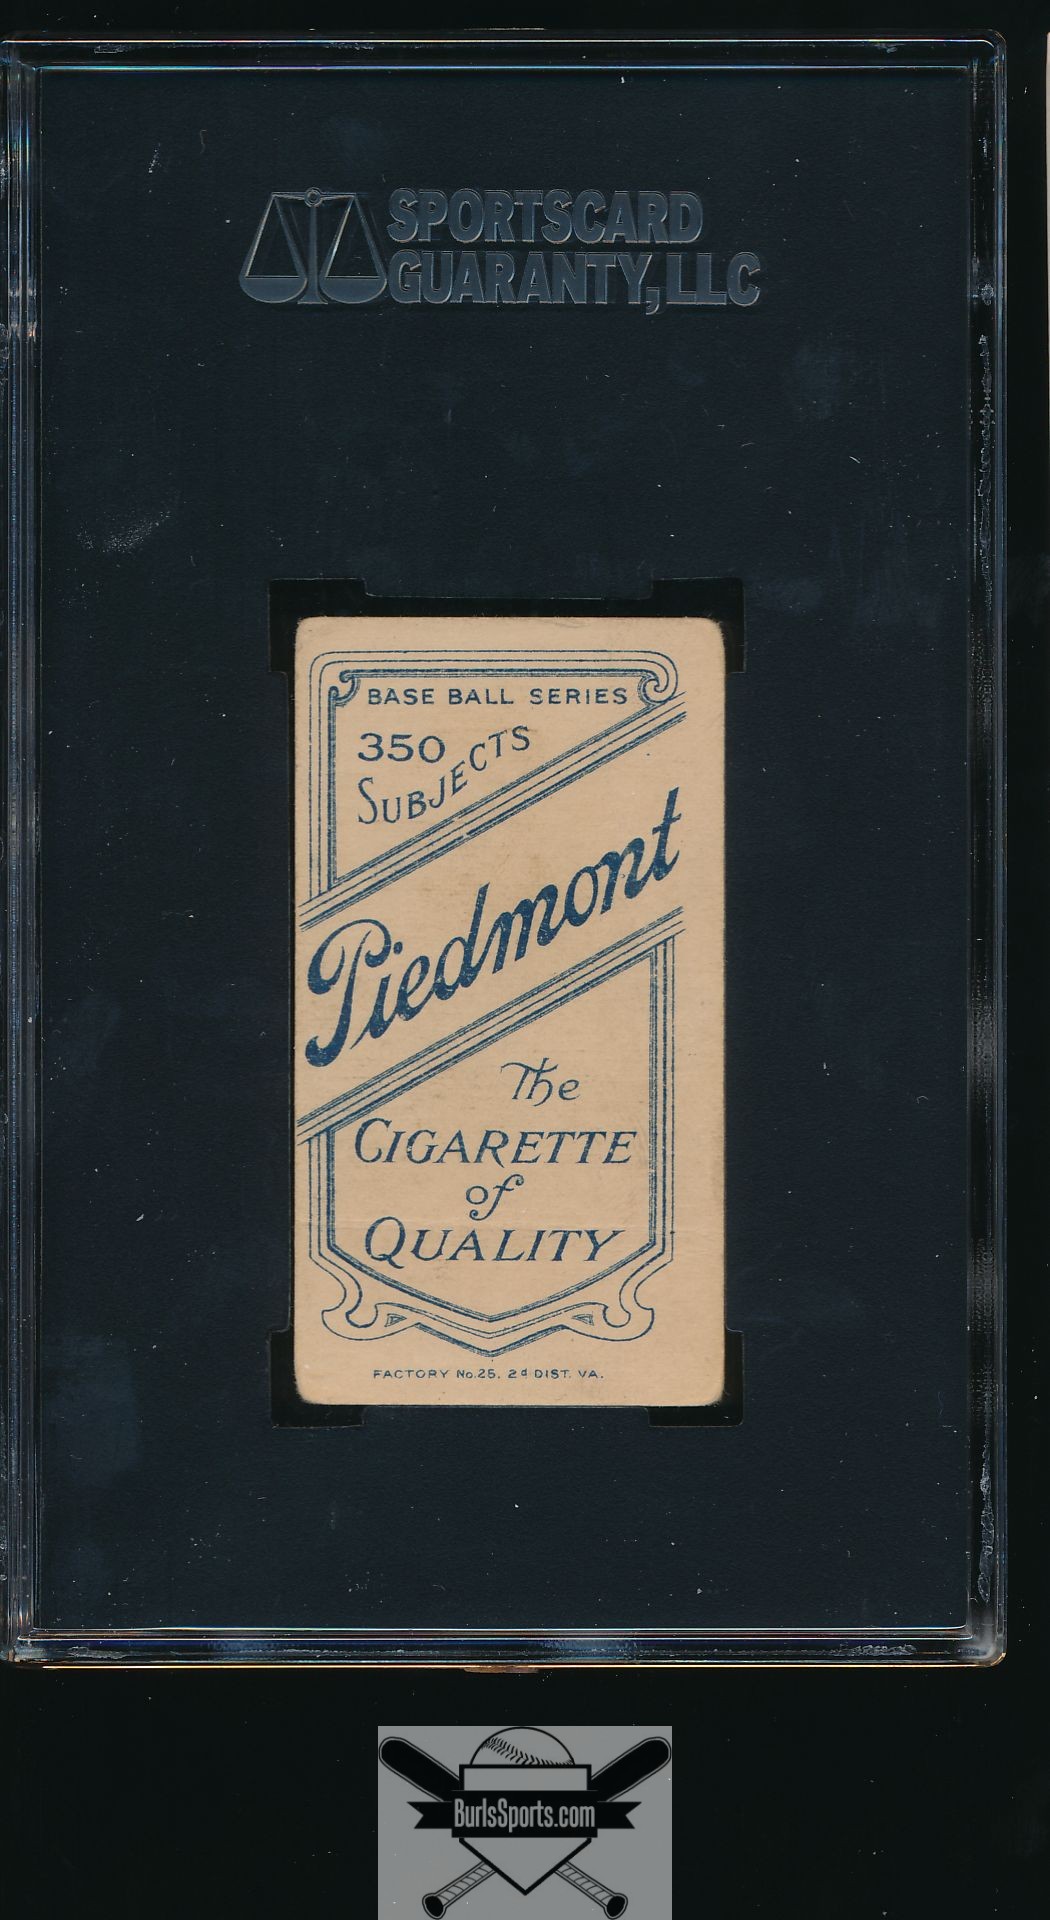 SPORTSCARD
GUARANTY, LLC
BASE BALL SERIES
350
SUBJECTS
Piedmont
The
CIGARETTE
of
QUALITY
FACTORY No. 25. 2d DIST. VA.
BurlsSports.com